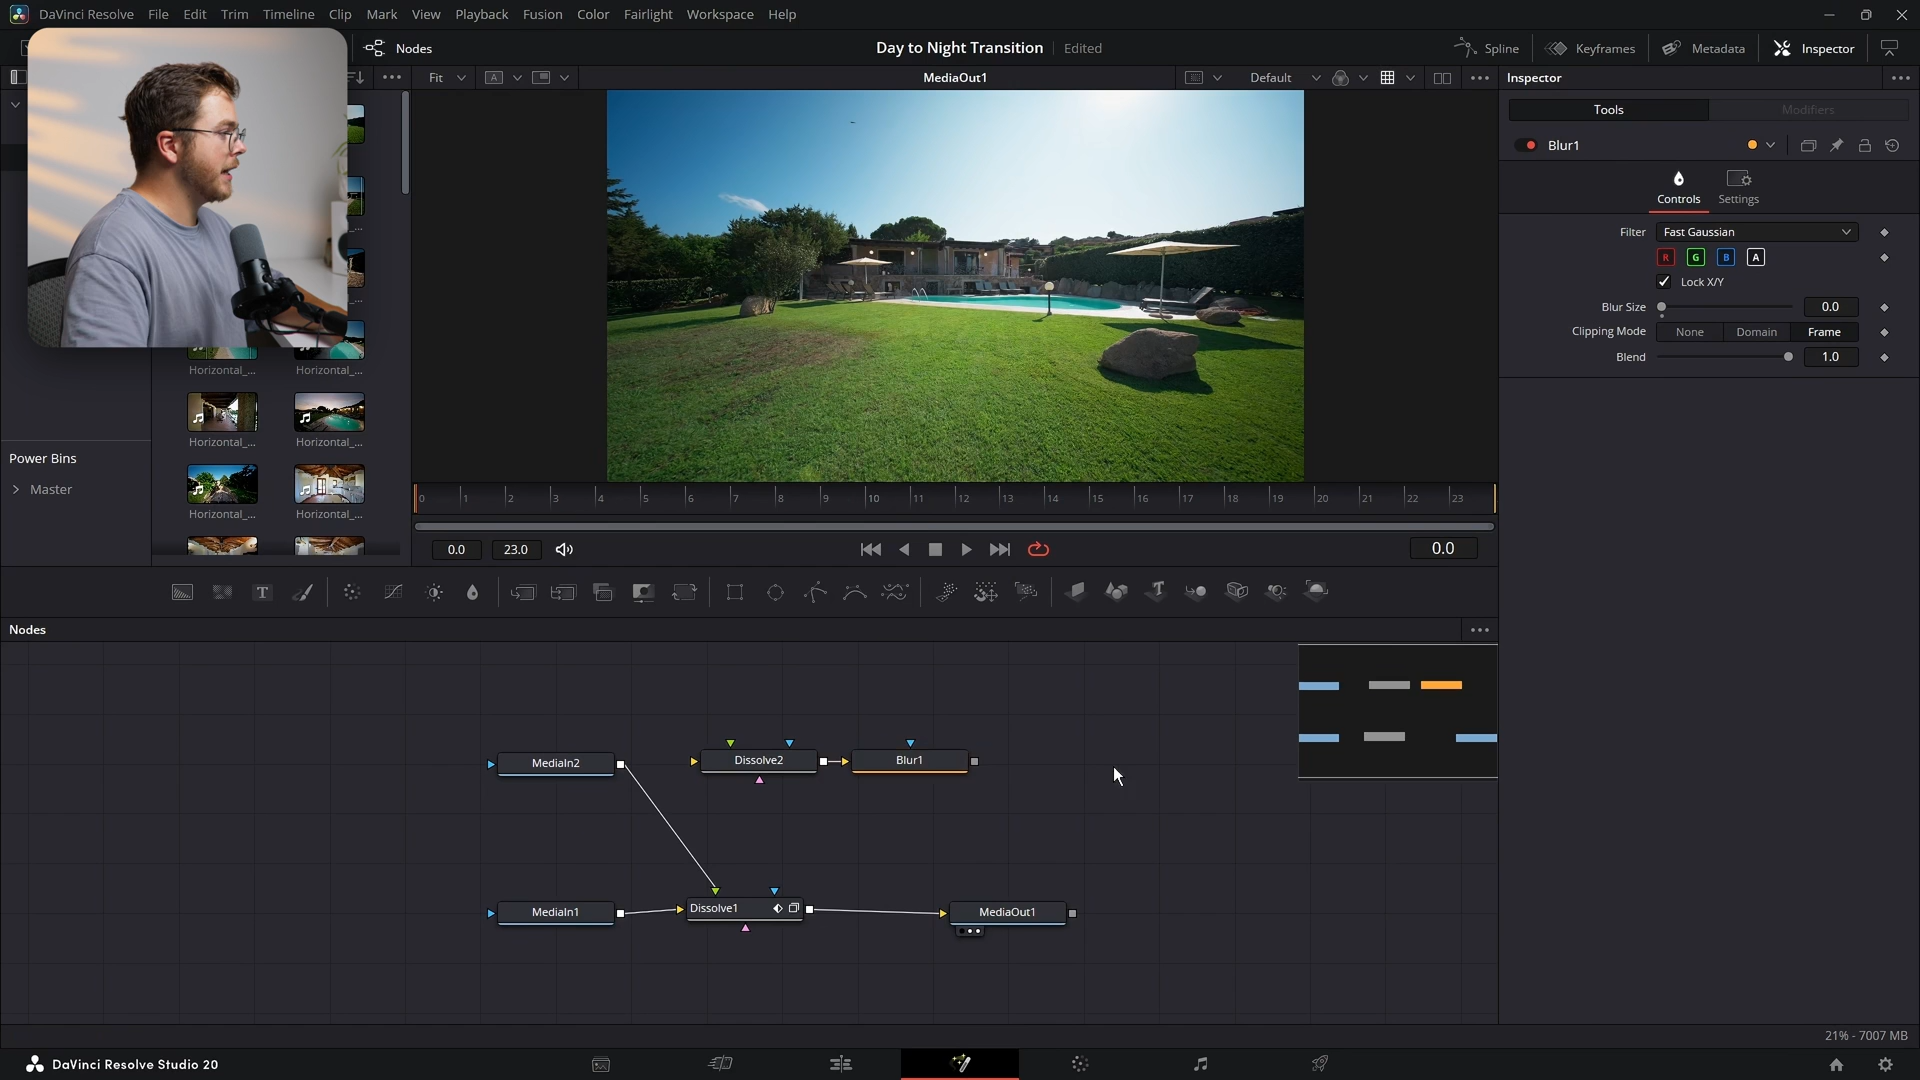 DaVinci Resolve File Edit Trim Timeline Clip Mark View Playback Fusion Color Fairlight Workspace Help
Nodes
Day to Night Transition Edited
Spline Keyframes Metadata Inspector
Fit
A
MediaOut1
Default
Inspector
Tools Modifiers
Blur1
Controls Settings
Filter Fast Gaussian
R G B A
Lock X/Y
Blur Size 0.0
Clipping Mode None Domain Frame
Blend 1.0
Horizontal_... Horizontal_...
Horizontal_... Horizontal_...
Horizontal_... Horizontal_...
Power Bins
Master
0 1 2 3 4 5 6 7 8 9 10 11 12 13 14 15 16 17 18 19 20 21 22 23
0.0 23.0
0.0
T
Nodes
MediaIn2
Dissolve2
Blur1
MediaIn1
Dissolve1
MediaOut1
21% - 7007 MB
DaVinci Resolve Studio 20